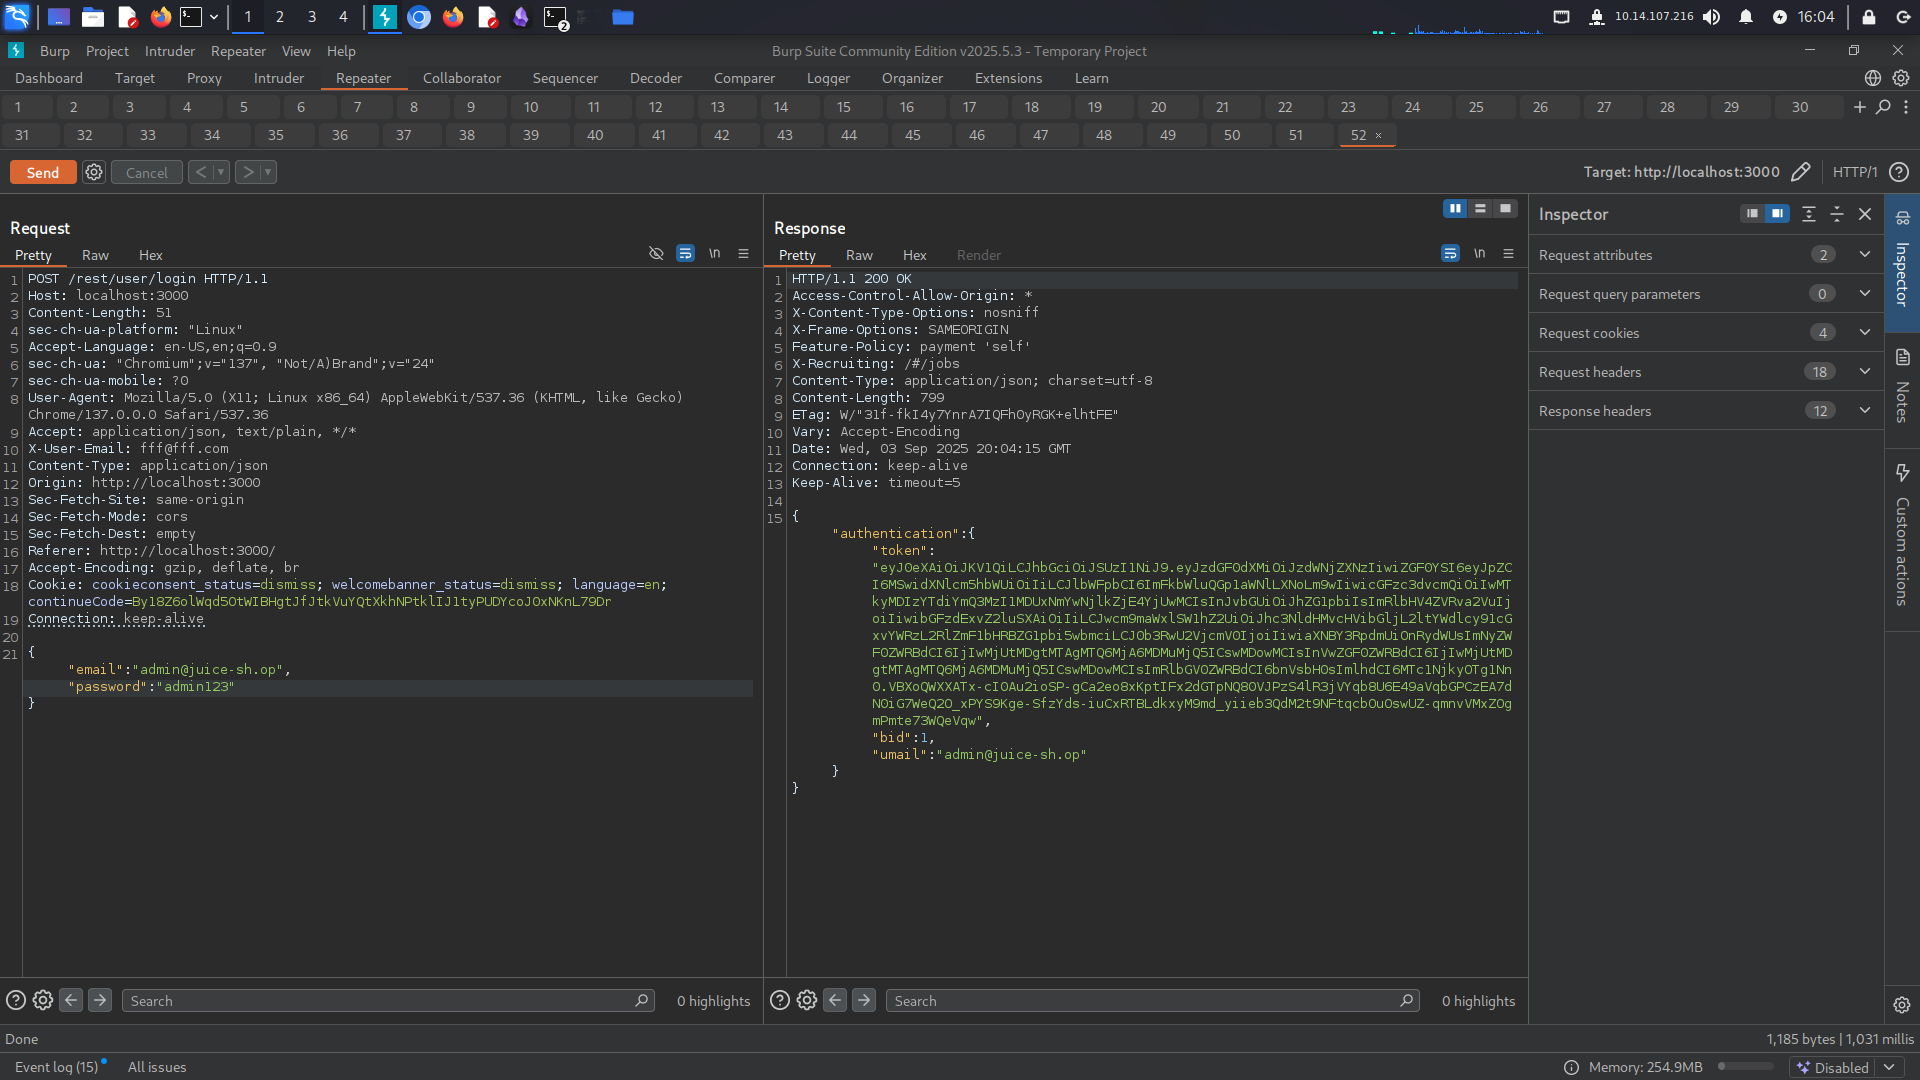 1 2 3 4 2 10.14.107.216 16:04
Burp Project Intruder Repeater View Help Burp Suite Community Edition v2025.5.3 - Temporary Project
Dashboard Target Proxy Intruder Repeater Collaborator Sequencer Decoder Comparer Logger Organizer Extensions Learn
1 2 3 4 5 6 7 8 9 10 11 12 13 14 15 16 17 18 19 20 21 22 23 24 25 26 27 28 29 30
31 32 33 34 35 36 37 38 39 40 41 42 43 44 45 46 47 48 49 50 51 52 ×
Send Cancel < > Target: http://localhost:3000 HTTP/1
Request
Pretty Raw Hex \n
1 POST /rest/user/login HTTP/1.1
2 Host: localhost:3000
3 Content-Length: 51
4 sec-ch-ua-platform: "Linux"
5 Accept-Language: en-US,en;q=0.9
6 sec-ch-ua: "Chromium";v="137", "Not/A)Brand";v="24"
7 sec-ch-ua-mobile: ?0
8 User-Agent: Mozilla/5.0 (X11; Linux x86_64) AppleWebKit/537.36 (KHTML, like Gecko)
Chrome/137.0.0.0 Safari/537.36
9 Accept: application/json, text/plain, */*
10 X-User-Email: fff@fff.com
11 Content-Type: application/json
12 Origin: http://localhost:3000
13 Sec-Fetch-Site: same-origin
14 Sec-Fetch-Mode: cors
15 Sec-Fetch-Dest: empty
16 Referer: http://localhost:3000/
17 Accept-Encoding: gzip, deflate, br
18 Cookie: cookieconsent_status=dismiss; welcomebanner_status=dismiss; language=en;
continueCode=By18Z6olWqd5OtWIBHgtJfJtkVuYQtXkhNPtklIJ1tyPUDYcoJOxNKnL79Dr
19 Connection: keep-alive
20
21 {
"email":"admin@juice-sh.op",
"password":"admin123"
}
Search 0 highlights
Response
Pretty Raw Hex Render \n
1 HTTP/1.1 200 OK
2 Access-Control-Allow-Origin: *
3 X-Content-Type-Options: nosniff
4 X-Frame-Options: SAMEORIGIN
5 Feature-Policy: payment 'self'
6 X-Recruiting: /#/jobs
7 Content-Type: application/json; charset=utf-8
8 Content-Length: 799
9 ETag: W/"31f-fkI4y7YnrA7IQFhOyRGK+elhtFE"
10 Vary: Accept-Encoding
11 Date: Wed, 03 Sep 2025 20:04:15 GMT
12 Connection: keep-alive
13 Keep-Alive: timeout=5
14
15 {
"authentication":{
"token":
"eyJ0eXAiOiJKV1QiLCJhbGciOiJSUzI1NiJ9.eyJzdGF0dXMiOiJzdWNjZXNzIiwiZGF0YSI6eyJpZC
I6MSwidXNlcm5hbWUiOiIiLCJlbWFpbCI6ImFkbWluQGp1aWNlLXNoLm9wIiwicGFzc3dvcmQiOiIwMT
kyMDIzYTdiYmQ3MzI1MDUxNmYwNjlkZjE4YjUwMCIsInJvbGUiOiJhZG1pbiIsImRlbHV4ZVRva2VuIj
oiIiwibGFzdExvZ2luSXAiOiIiLCJwcm9maWxlSW1hZ2UiOiJhc3NldHMvcHVibGljL2ltYWdlcy91cG
xvYWRzL2RlZmF1bHRBZG1pbi5wbmciLCJ0b3RwU2VjcmV0IjoiIiwiaXNBY3RpdmUiOnRydWUsImNyZW
F0ZWRBdCI6IjIwMjUtMDgtMTAgMTQ6MjA6MDMuMjQ5ICswMDowMCIsInVwZGF0ZWRBdCI6IjIwMjUtMD
gtMTAgMTQ6MjA6MDMuMjQ5ICswMDowMCIsImRlbGV0ZWRBdCI6bnVsbH0sImlhdCI6MTc1NjkyOTg1Nn
0.VBXoQWXXATx-cI0Au2ioSP-gCa2eo8xKptIFx2dGTpNQ80VJPzS4lR3jVYqb8U6E49aVqbGPCzEA7d
NOiG7WeQ2O_xPYS9Kge-SfzYds-iuCxRTBLdkxyM9md_yiieb3QdM2t9NFtqcbOuOswUZ-qmnvVMxZOg
mPmte73WQeVqw",
"bid":1,
"umail":"admin@juice-sh.op"
}
}
Search 0 highlights
Inspector
Request attributes 2
Request query parameters 0
Request cookies 4
Request headers 18
Response headers 12
Inspector
Notes
Custom actions
Done 1,185 bytes | 1,031 millis
Event log (15) All issues Memory: 254.9MB Disabled